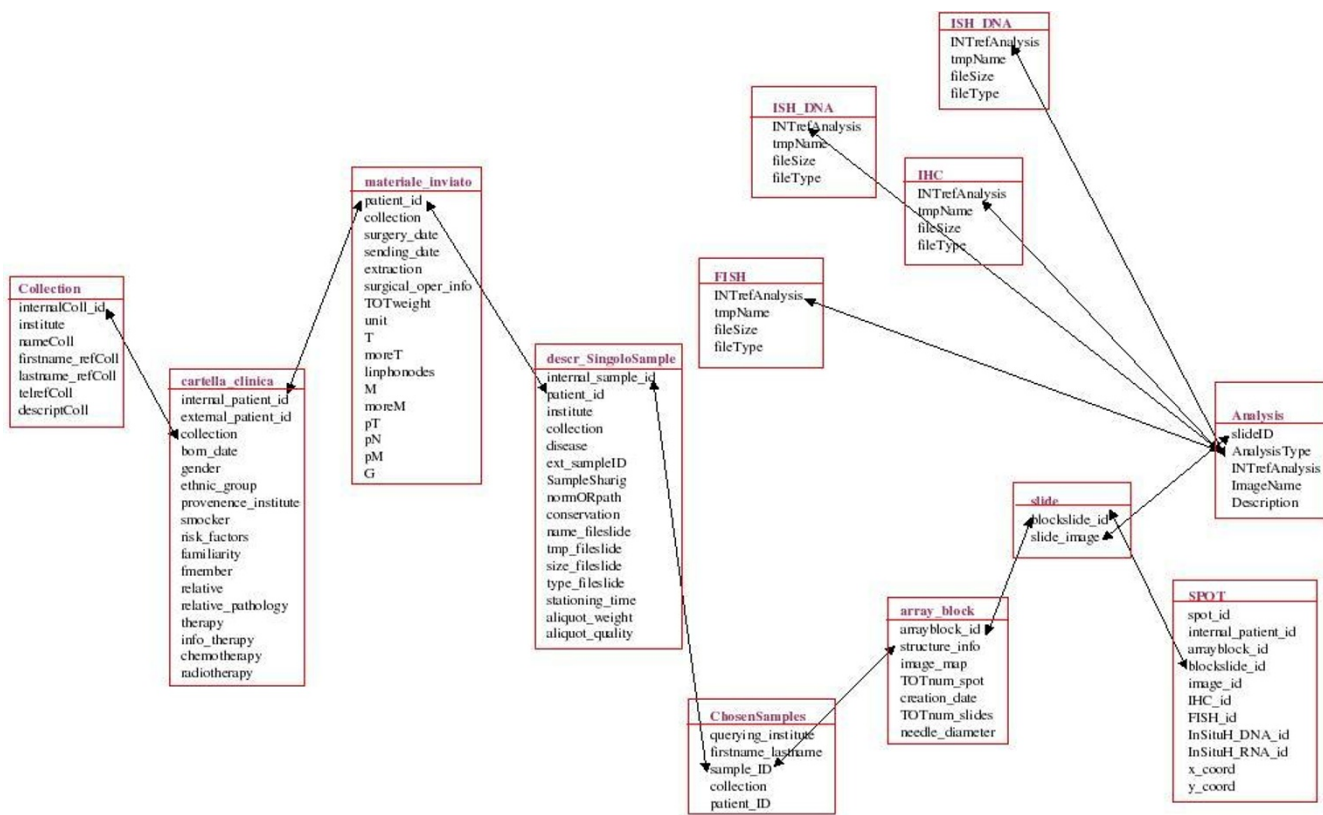 Collection
internalColl_id
institute
nameColl
firstname_refColl
lastname_refColl
telrefColl
descriptColl
cartella_clinica
internal_patient_id
external_patient_id
collection
born_date
gender
ethnic_group
provenence_institute
smocker
risk_factors
familiarity
fmember
relative
relative_pathology
therapy
info_therapy
chemotherapy
radiotherapy
materiale_inviato
patient_id
collection
surgery_date
sending_date
extraction
surgical_oper_info
TOTweight
unit
T
moreT
linphonodes
M
moreM
pT
pN
pM
G
descr_SingoloSample
internal_sample_id
patient_id
institute
collection
disease
ext_sampleID
SampleSharig
normORpath
conservation
name_fileslide
tmp_fileslide
size_fileslide
type_fileslide
stationing_time
aliquot_weight
aliquot_quality
ChosenSamples
querying_institute
firstname_lastname
sample_ID
collection
patient_ID
array_block
arrayblock_id
structure_info
image_map
TOTnum_spot
creation_date
TOTnum_slides
needle_diameter
slide
blockslide_id
slide_image
SPOT
spot_id
internal_patient_id
arrayblock_id
blockslide_id
image_id
IHC_id
FISH_id
InSituH_DNA_id
InSituH_RNA_id
x_coord
y_coord
Analysis
slideID
AnalysisType
INTrefAnalysis
ImageName
Description
FISH
INTrefAnalysis
tmpName
fileSize
fileType
ISH_DNA
INTrefAnalysis
tmpName
fileSize
fileType
IHC
INTrefAnalysis
tmpName
fileSize
fileType
ISH_DNA
INTrefAnalysis
tmpName
fileSize
fileType